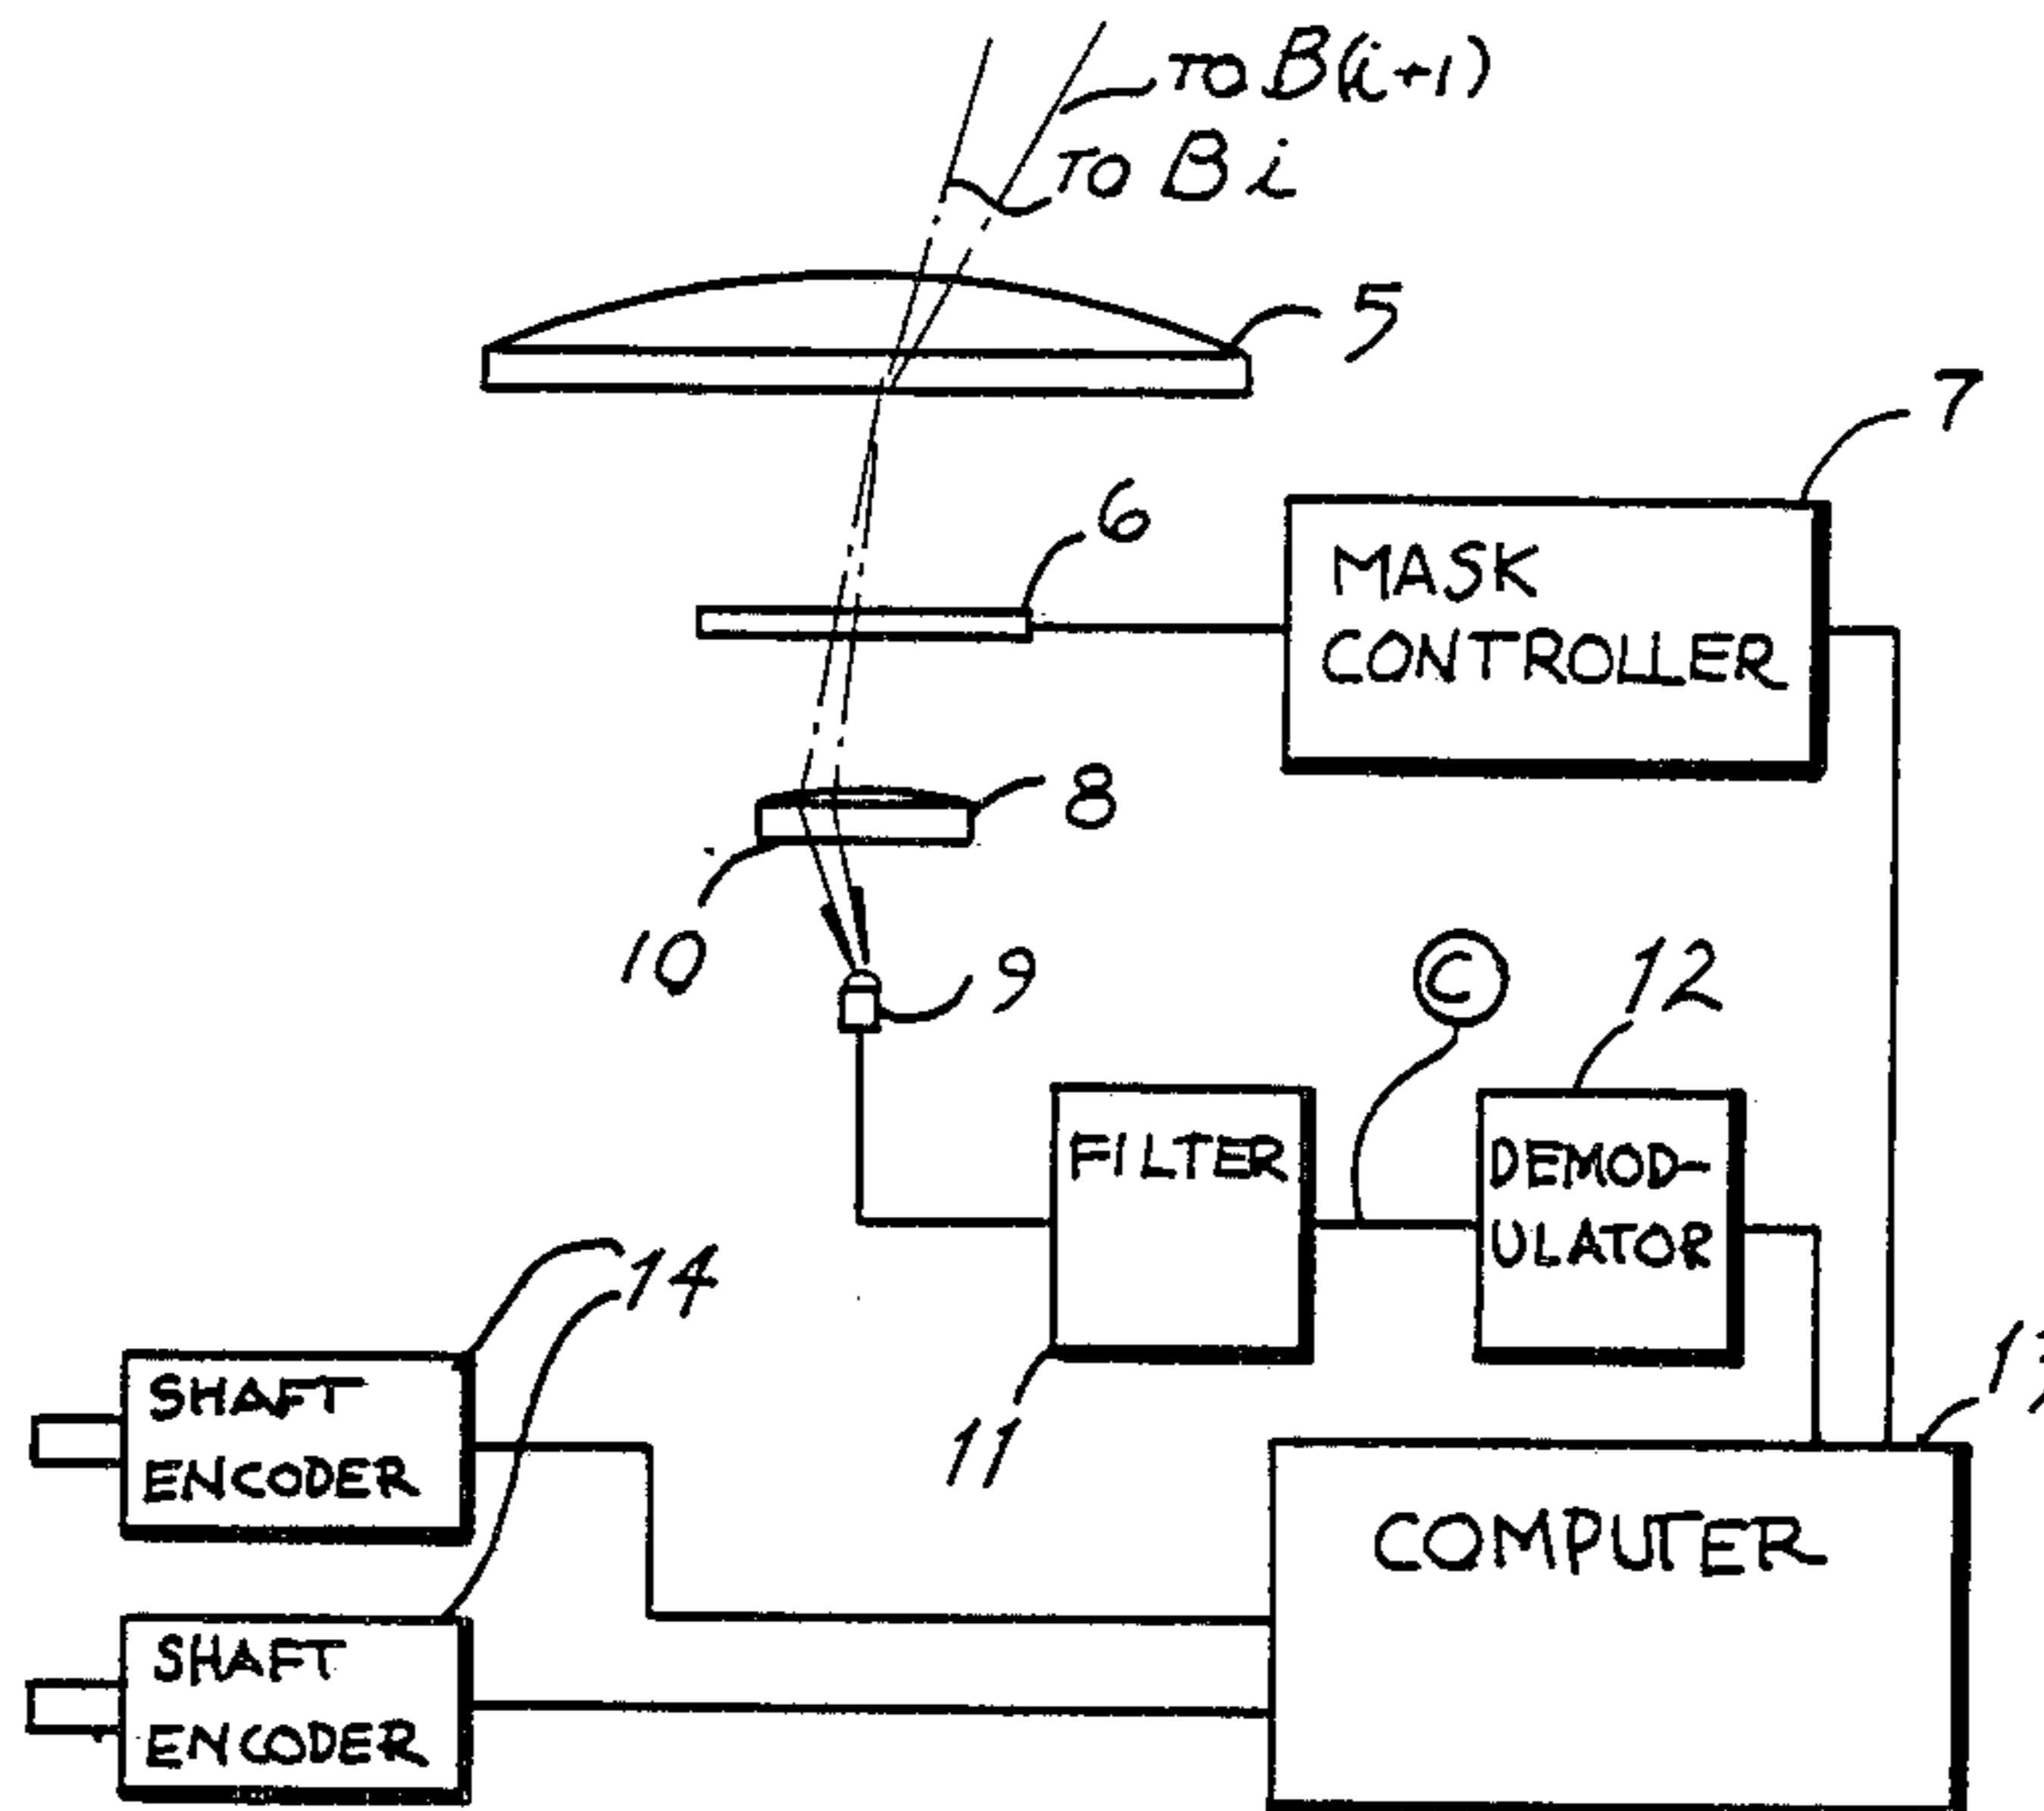 TO B(i+1)
TO Bi
5
7
6
MASK
CONTROLLER
8
10
9
C
12
FILTER
DEMOD-
ULATOR
14
11
SHAFT
ENCODER
COMPUTER
SHAFT
ENCODER